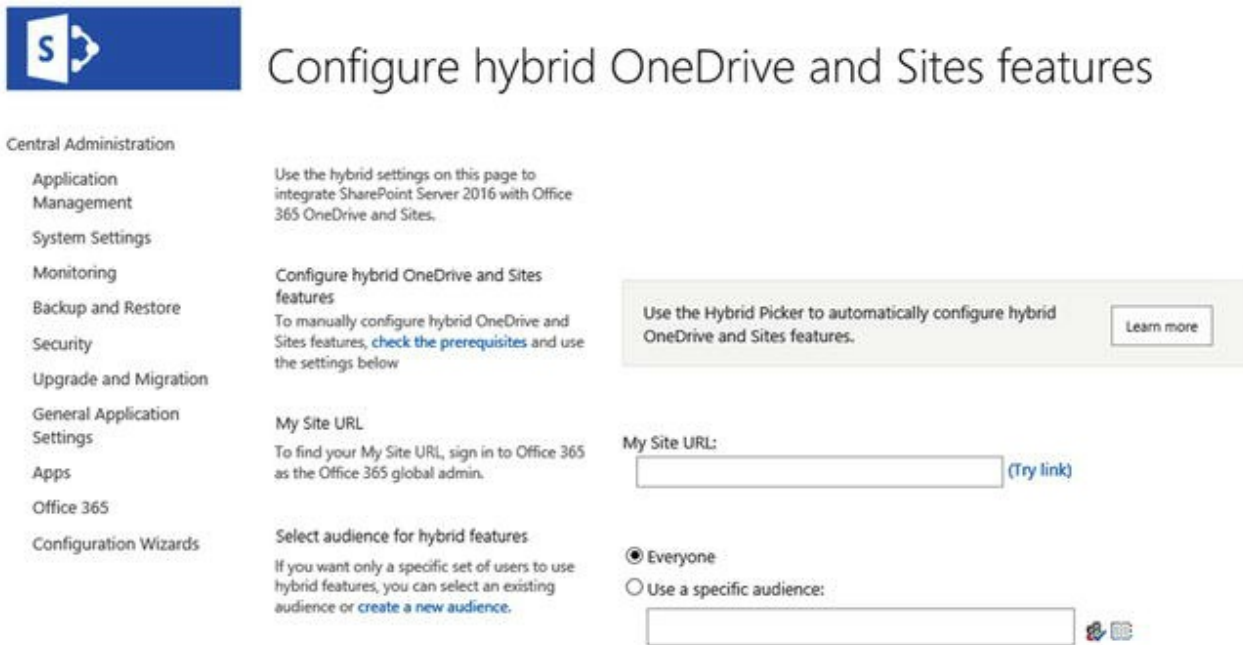 S
Configure hybrid OneDrive and Sites features
Central Administration
Application
Management
System Settings
Monitoring
Backup and Restore
Security
Upgrade and Migration
General Application
Settings
Apps
Office 365
Configuration Wizards
Use the hybrid settings on this page to
integrate SharePoint Server 2016 with Office
365 OneDrive and Sites.
Configure hybrid OneDrive and Sites
features
To manually configure hybrid OneDrive and
Sites features, check the prerequisites and use
the settings below
Use the Hybrid Picker to automatically configure hybrid
OneDrive and Sites features.
Learn more
My Site URL
To find your My Site URL, sign in to Office 365
as the Office 365 global admin.
My Site URL:
(Try link)
Select audience for hybrid features
If you want only a specific set of users to use
hybrid features, you can select an existing
audience or create a new audience.
Everyone
Use a specific audience: